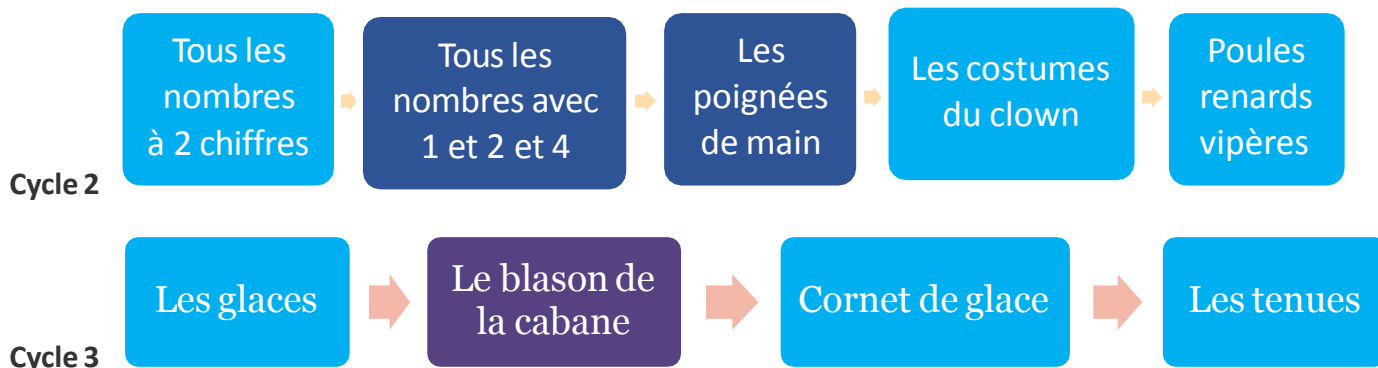 Tous les
nombres
à 2 chiffres
Tous les
nombres avec
1 et 2 et 4
Les
poignées
de main
Les costumes
du clown
Poules
renards
vipères
Cycle 2
Les glaces
Le blason de
la cabane
Cornet de glace
Les tenues
Cycle 3